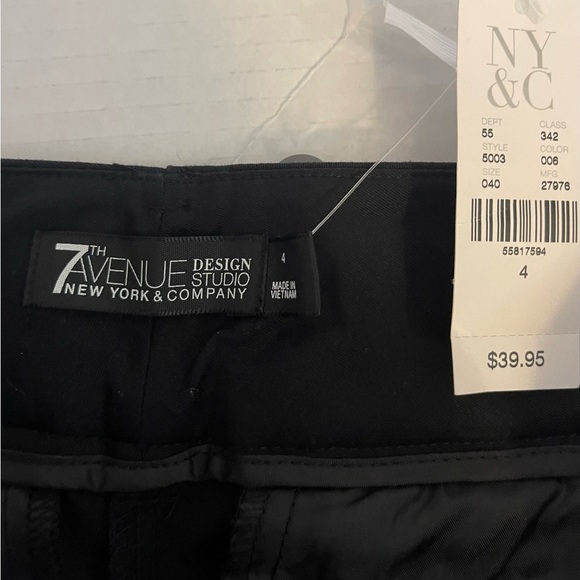 NY
&C
DEPT CLASS
55 342
STYLE COLOR
5003 006
SIZE MFG
040 27976
55817594
4
$39.95
7TH AVENUE DESIGN STUDIO
NEW YORK & COMPANY
4
MADE IN
VIETNAM